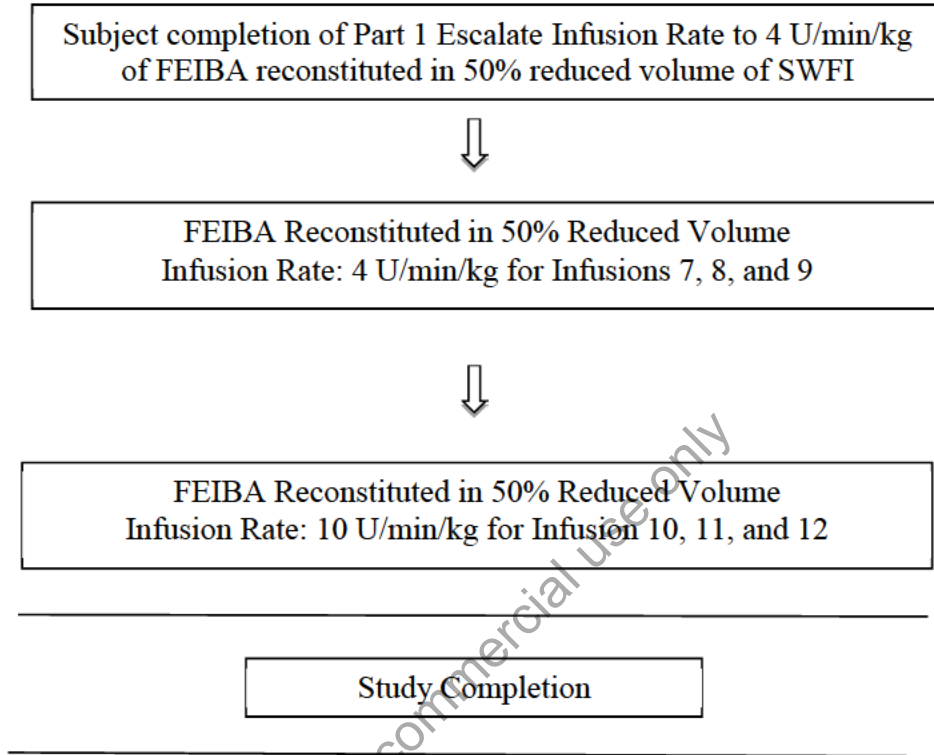 Subject completion of Part 1 Escalate Infusion Rate to 4 U/min/kg
of FEIBA reconstituted in 50% reduced volume of SWFI
FEIBA Reconstituted in 50% Reduced Volume
Infusion Rate: 4 U/min/kg for Infusions 7, 8, and 9
FEIBA Reconstituted in 50% Reduced Volume
Infusion Rate: 10 U/min/kg for Infusion 10, 11, and 12
Study Completion
commercial use only